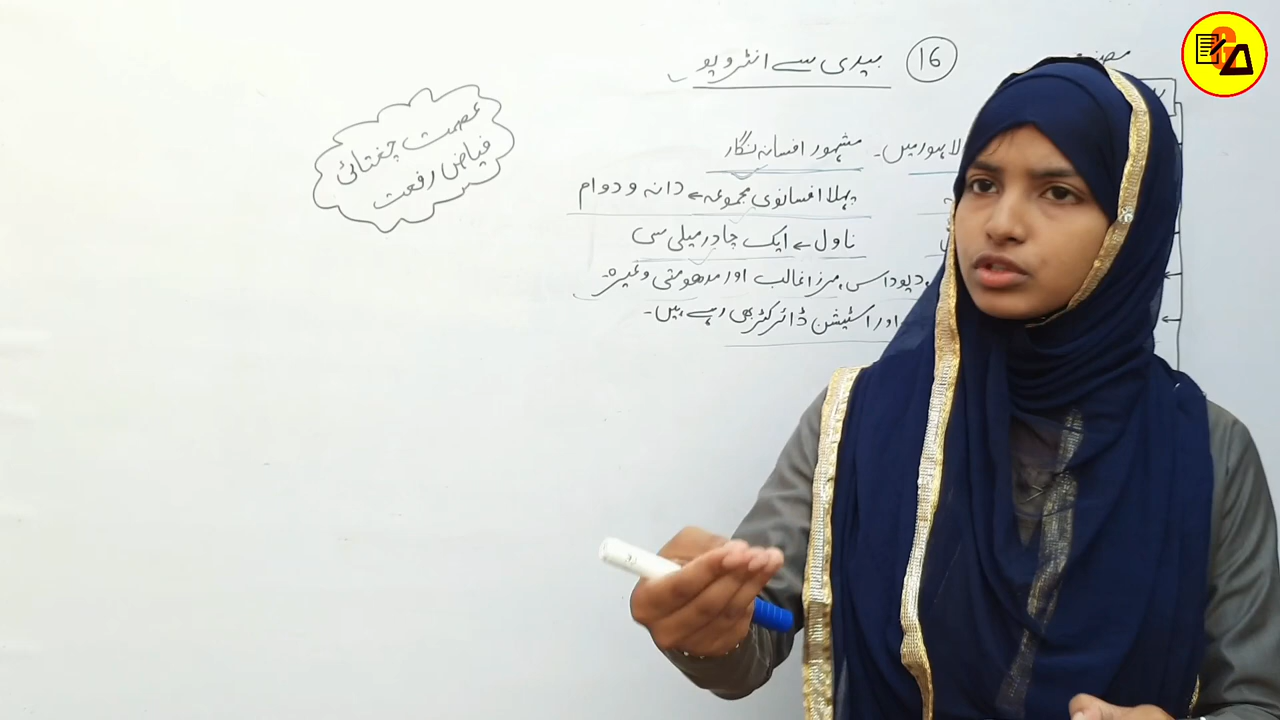 بیدی سے انٹرویو 16
لاہور میں۔ مشہور افسانہ نگار
پہلا افسانوی مجموعہ ← دانہ و دوام
ناول ← ایک چادر میلی سی
دیوداس، مرزا غالب اور مدھومتی وغیرہ
اور اسٹیشن ڈائرکٹر بھی رہے ہیں۔
عصمت چغتائی
فیاض رفعت